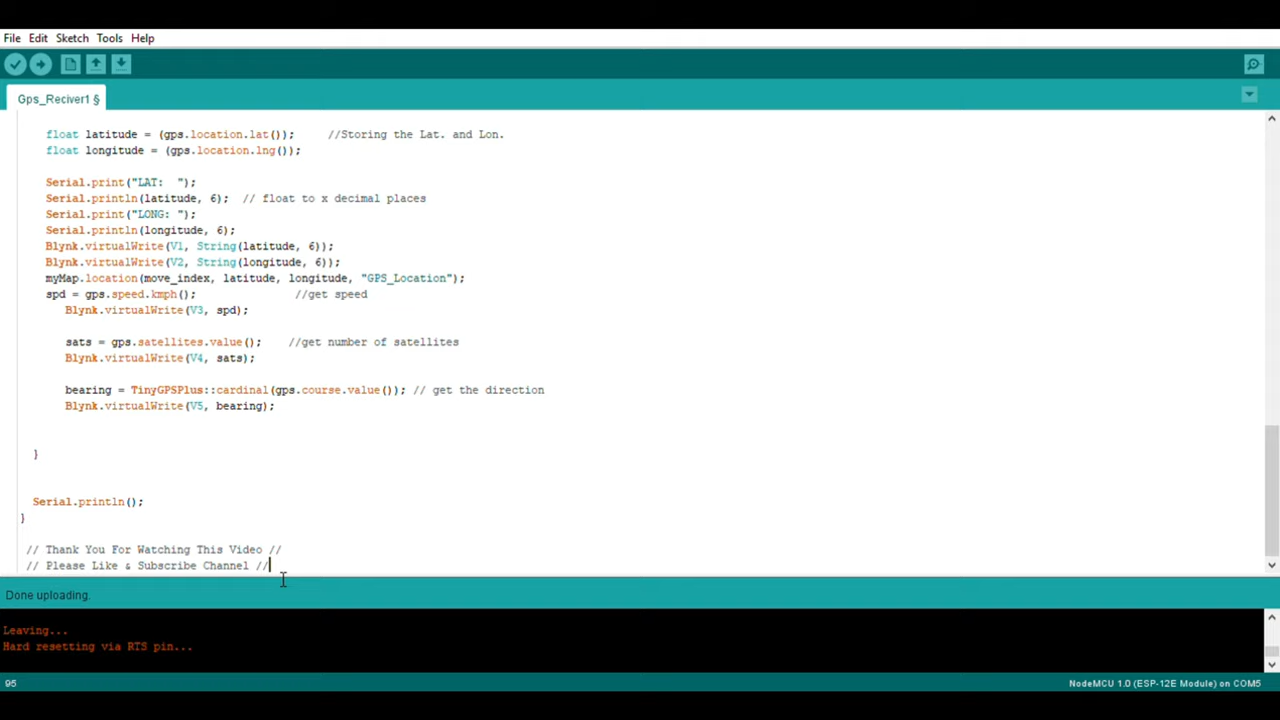 File Edit Sketch Tools Help
Gps_Reciver1 §
float latitude = (gps.location.lat()); //Storing the Lat. and Lon.
float longitude = (gps.location.lng());
Serial.print("LAT:  ");
Serial.println(latitude, 6); // float to x decimal places
Serial.print("LONG: ");
Serial.println(longitude, 6);
Blynk.virtualWrite(V1, String(latitude, 6));
Blynk.virtualWrite(V2, String(longitude, 6));
myMap.location(move_index, latitude, longitude, "GPS_Location");
spd = gps.speed.kmph(); //get speed
Blynk.virtualWrite(V3, spd);
sats = gps.satellites.value(); //get number of satellites
Blynk.virtualWrite(V4, sats);
bearing = TinyGPSPlus::cardinal(gps.course.value()); // get the direction
Blynk.virtualWrite(V5, bearing);
}
Serial.println();
}
// Thank You For Watching This Video //
// Please Like & Subscribe Channel //
Done uploading.
Leaving...
Hard resetting via RTS pin...
95 NodeMCU 1.0 (ESP-12E Module) on COM5